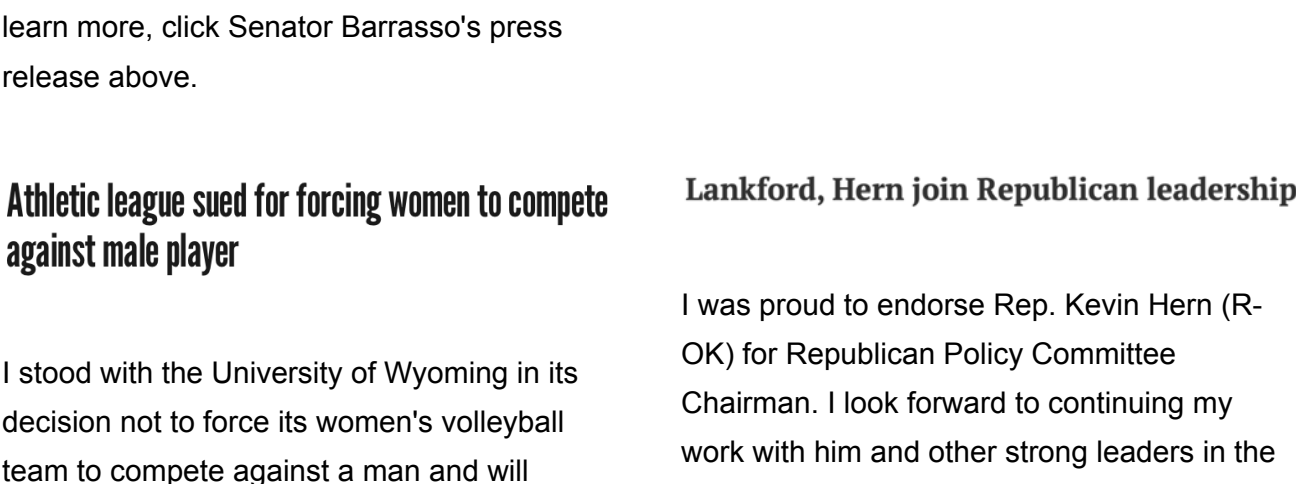 learn more, click Senator Barrasso's press
release above.
Athletic league sued for forcing women to compete
against male player
I stood with the University of Wyoming in its
decision not to force its women's volleyball
team to compete against a man and will
Lankford, Hern join Republican leadership
I was proud to endorse Rep. Kevin Hern (R-
OK) for Republican Policy Committee
Chairman. I look forward to continuing my
work with him and other strong leaders in the